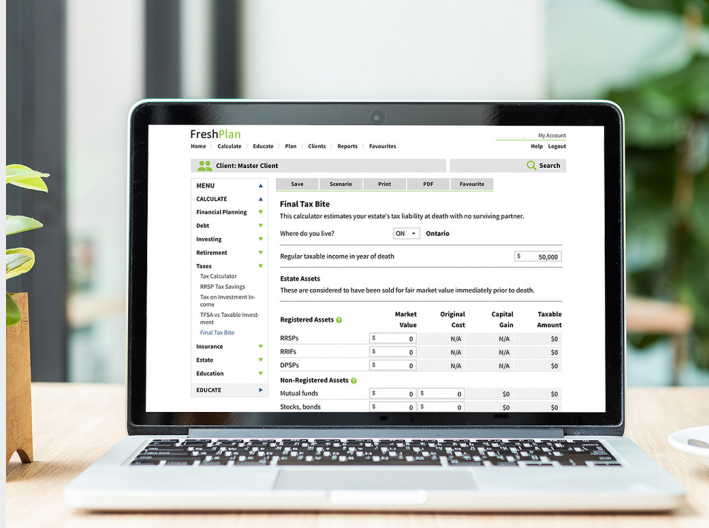 FreshPlan
My Account
Home | Calculate | Educate | Plan | Clients | Reports | Favourites
Help Logout
Client: Master Client
Search
MENU
CALCULATE
Financial Planning
Debt
Investing
Retirement
Taxes
Tax Calculator
RRSP Tax Savings
Tax on Investment In-
come
TFSA vs Taxable Invest-
ment
Final Tax Bite
Insurance
Estate
Education
EDUCATE
Save Scenario Print PDF Favourite
Final Tax Bite
This calculator estimates your estate's tax liability at death with no surviving partner.
Where do you live? ON Ontario
Regular taxable income in year of death $ 50,000
Estate Assets
These are considered to have been sold for fair market value immediately prior to death.
Registered Assets ? Market Value Original Cost Capital Gain Taxable Amount
RRSPs $ 0 N/A N/A $0
RRIFs $ 0 N/A N/A $0
DPSPs $ 0 N/A N/A $0
Non-Registered Assets ?
Mutual funds $ 0 $ 0 $0 $0
Stocks, bonds $ 0 $ 0 $0 $0